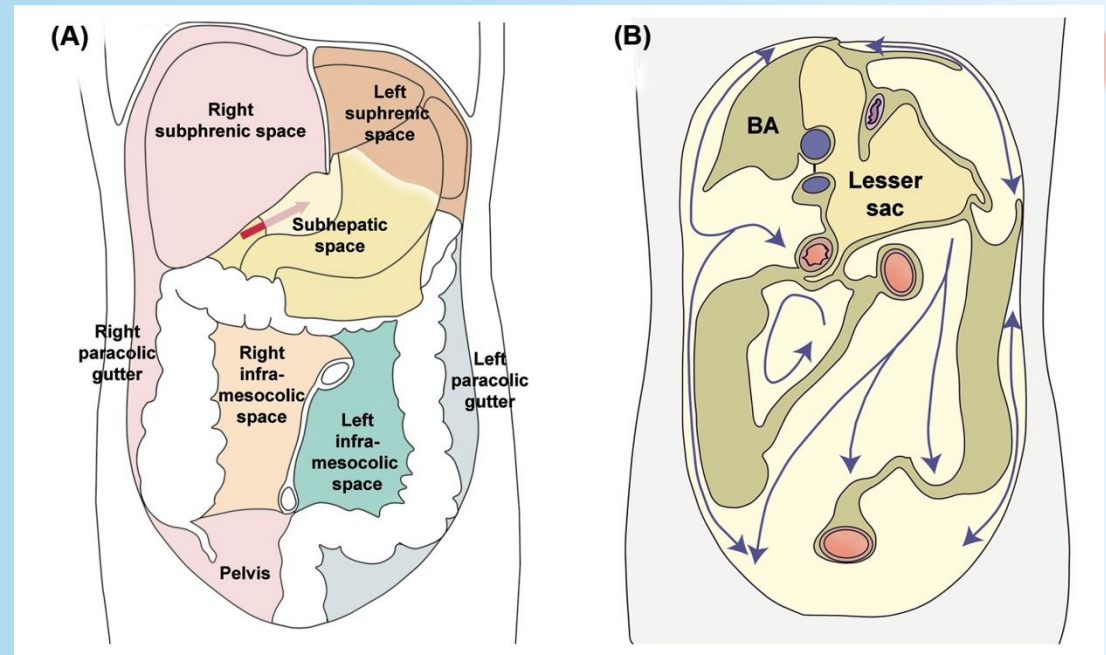 (A)
Right
subphrenic space
Left
suphrenic
space
Subhepatic
space
Right
paracolic
gutter
Right
infra-
mesocolic
space
Left
infra-
mesocolic
space
Left
paracolic
gutter
Pelvis
(B)
BA
Lesser
sac